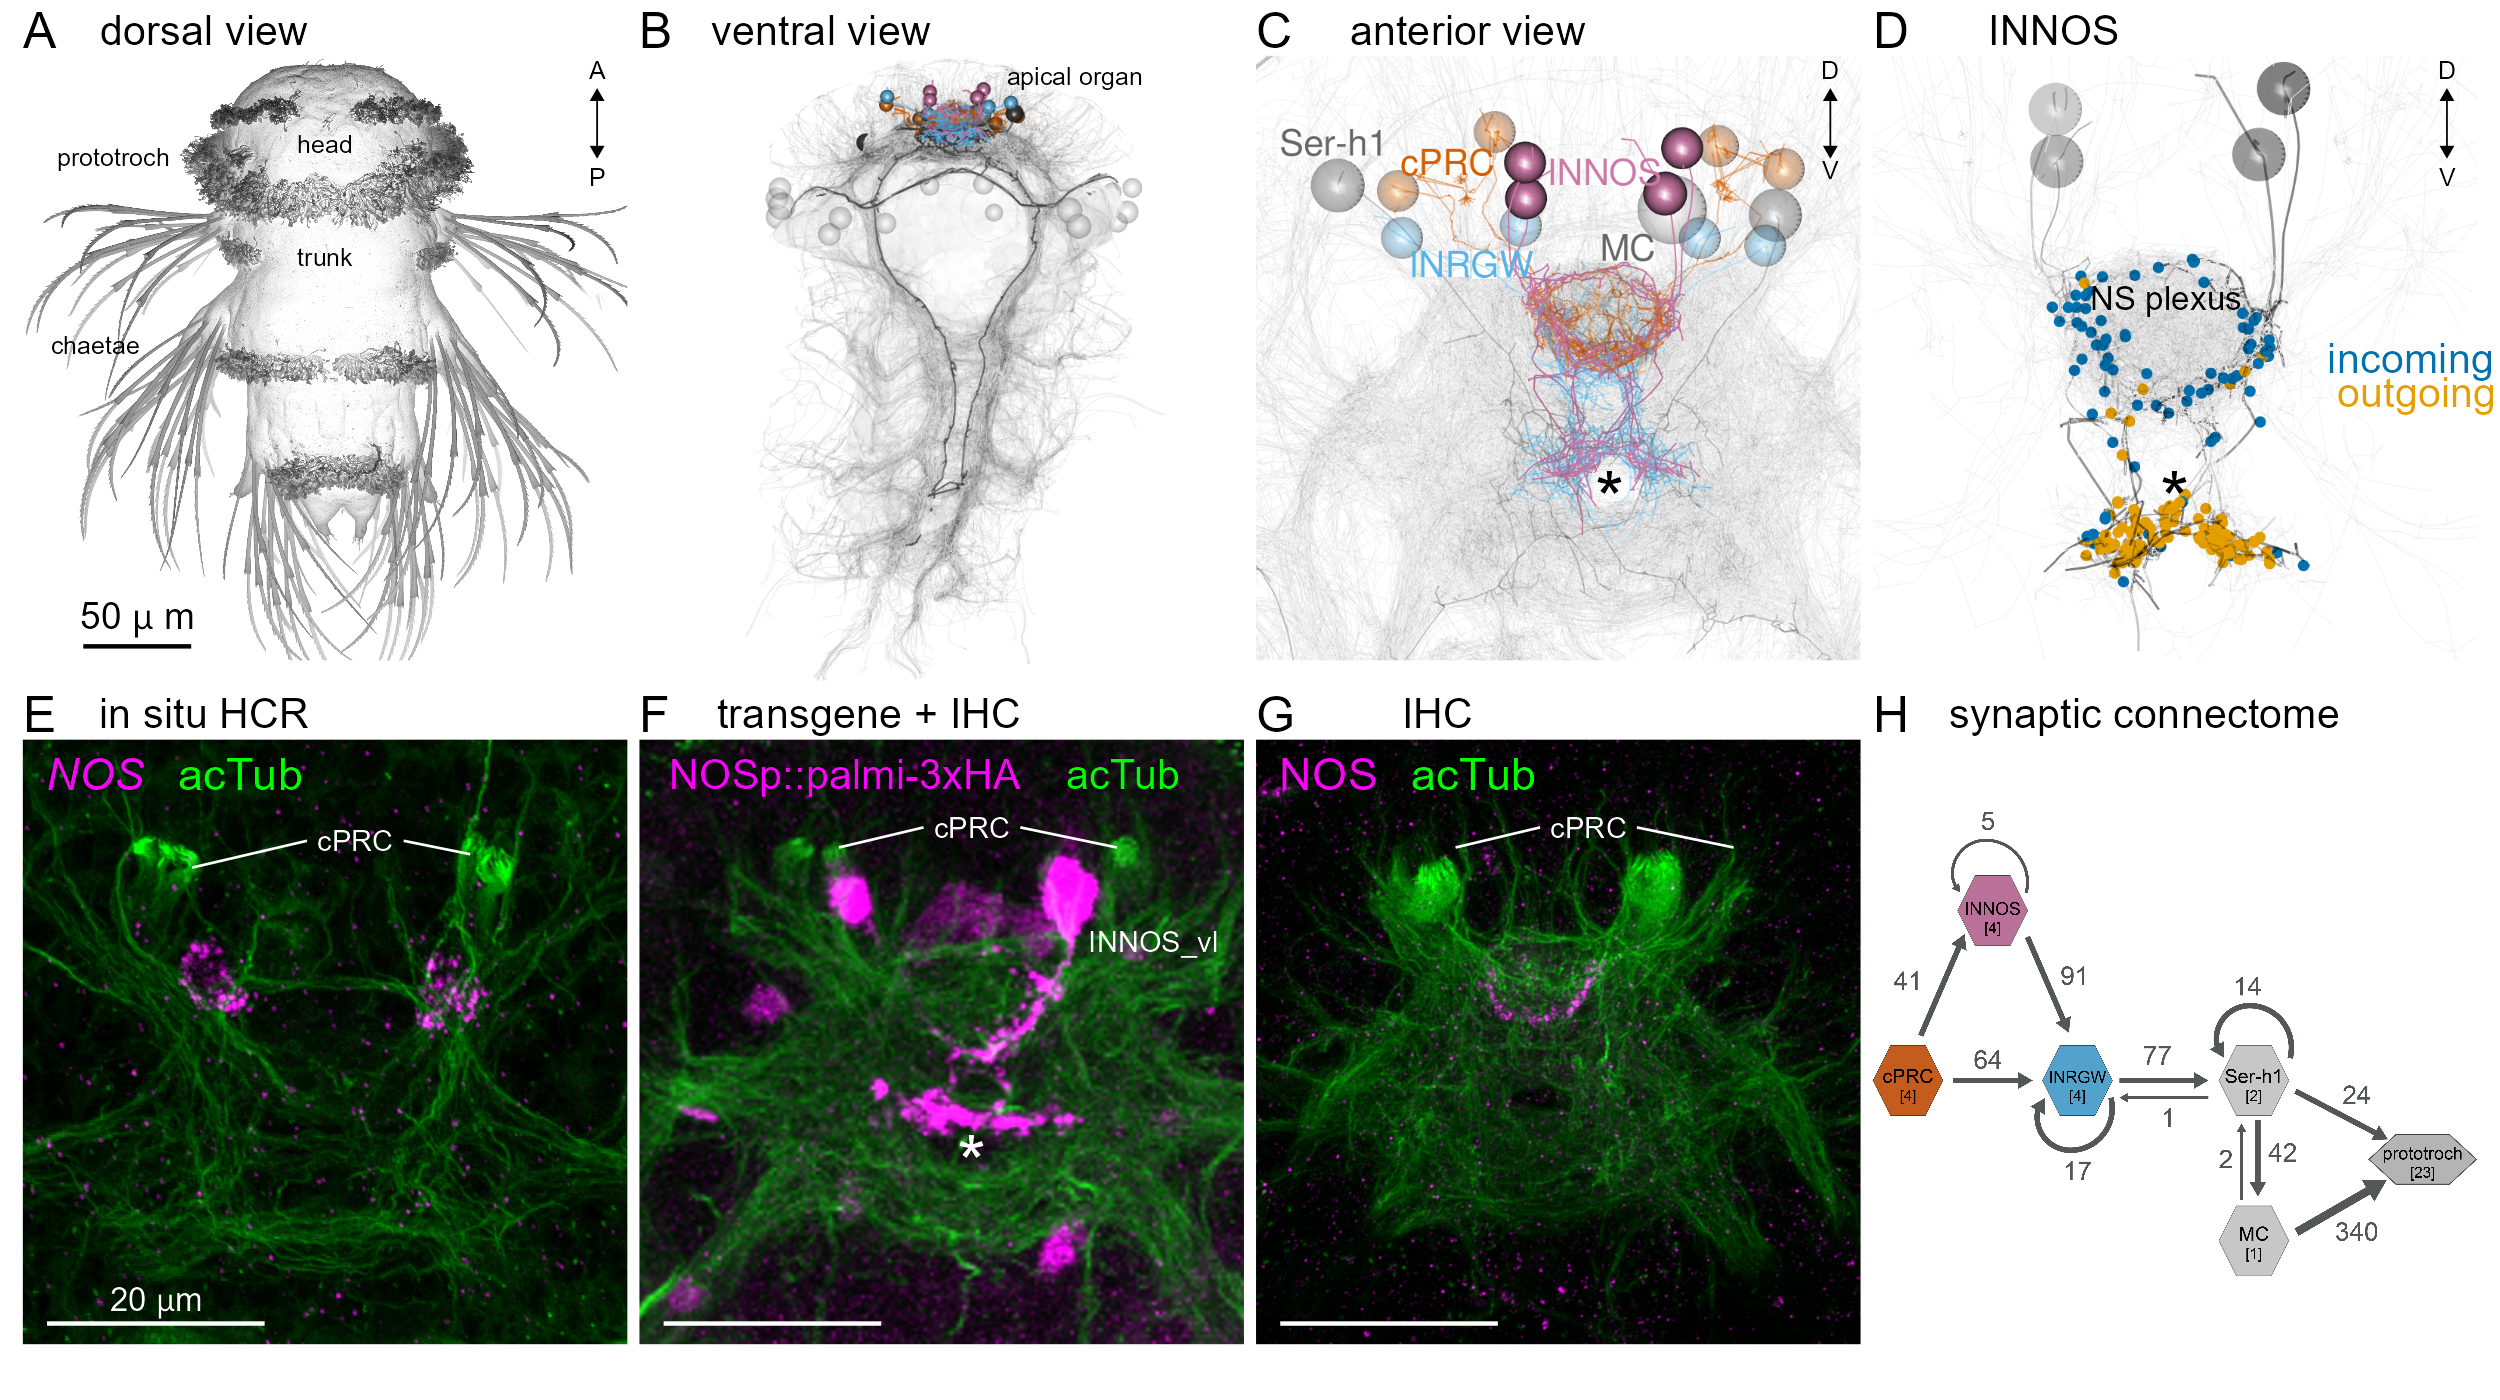 A dorsal view
A
P
prototroch
head
trunk
chaetae
50 µ m
B ventral view
apical organ
C anterior view
D
V
Ser-h1
cPRC
INNOS
MC
INRGW
*
D INNOS
D
V
NS plexus
incoming
outgoing
*
E in situ HCR
NOS acTub
cPRC
20 µm
F transgene + IHC
NOSp::palmi-3xHA acTub
cPRC
INNOS_vl
*
G IHC
NOS acTub
cPRC
H synaptic connectome
5
INNOS
[4]
41
91
14
cPRC
[4]
64
INRGW
[4]
77
1
Ser-h1
[2]
24
17
2
42
prototroch
[23]
MC
[1]
340